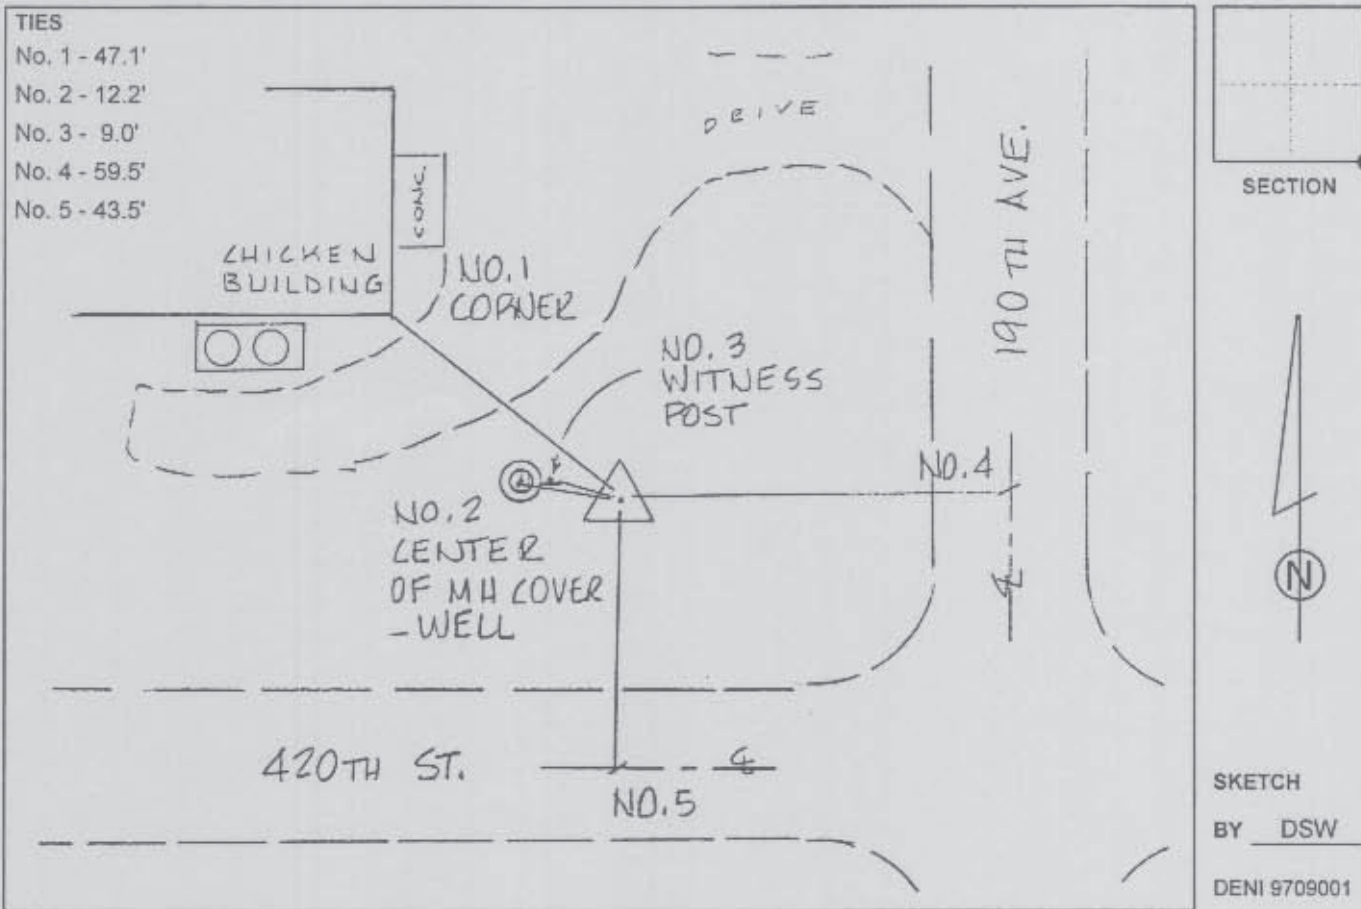 TIES
No. 1 - 47.1'
No. 2 - 12.2'
No. 3 - 9.0'
No. 4 - 59.5'
No. 5 - 43.5'
DRIVE
190TH AVE.
CONC.
CHICKEN
BUILDING
NO. 1
CORNER
NO. 3
WITNESS
POST
NO. 4
NO. 2
CENTER
OF MH COVER
- WELL
℄
420TH ST.
℄
NO. 5
SECTION
N
SKETCH
BY DSW
DENI 9709001